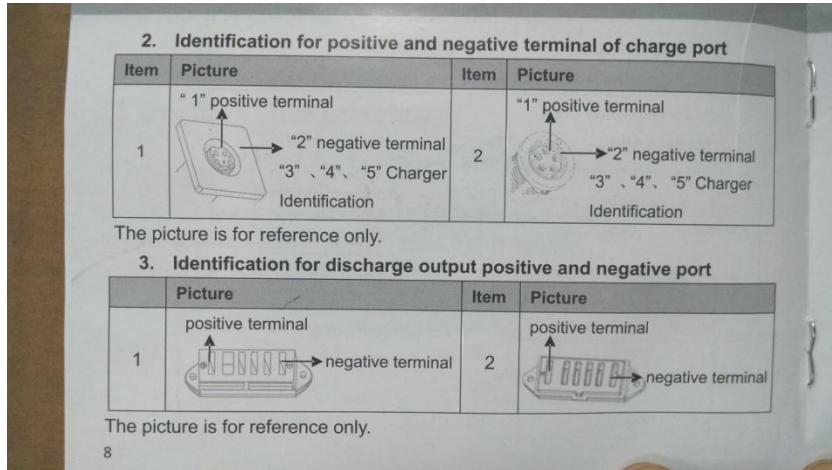 2. Identification for positive and negative terminal of charge port
Item Picture Item Picture
1
“ 1” positive terminal
“2” negative terminal
“3” 、“4”、 “5” Charger
Identification
2
“1” positive terminal
“2” negative terminal
“3” 、“4”、 “5” Charger
Identification
The picture is for reference only.
3. Identification for discharge output positive and negative port
Picture Item Picture
1
positive terminal
negative terminal
2
positive terminal
negative terminal
The picture is for reference only.
8